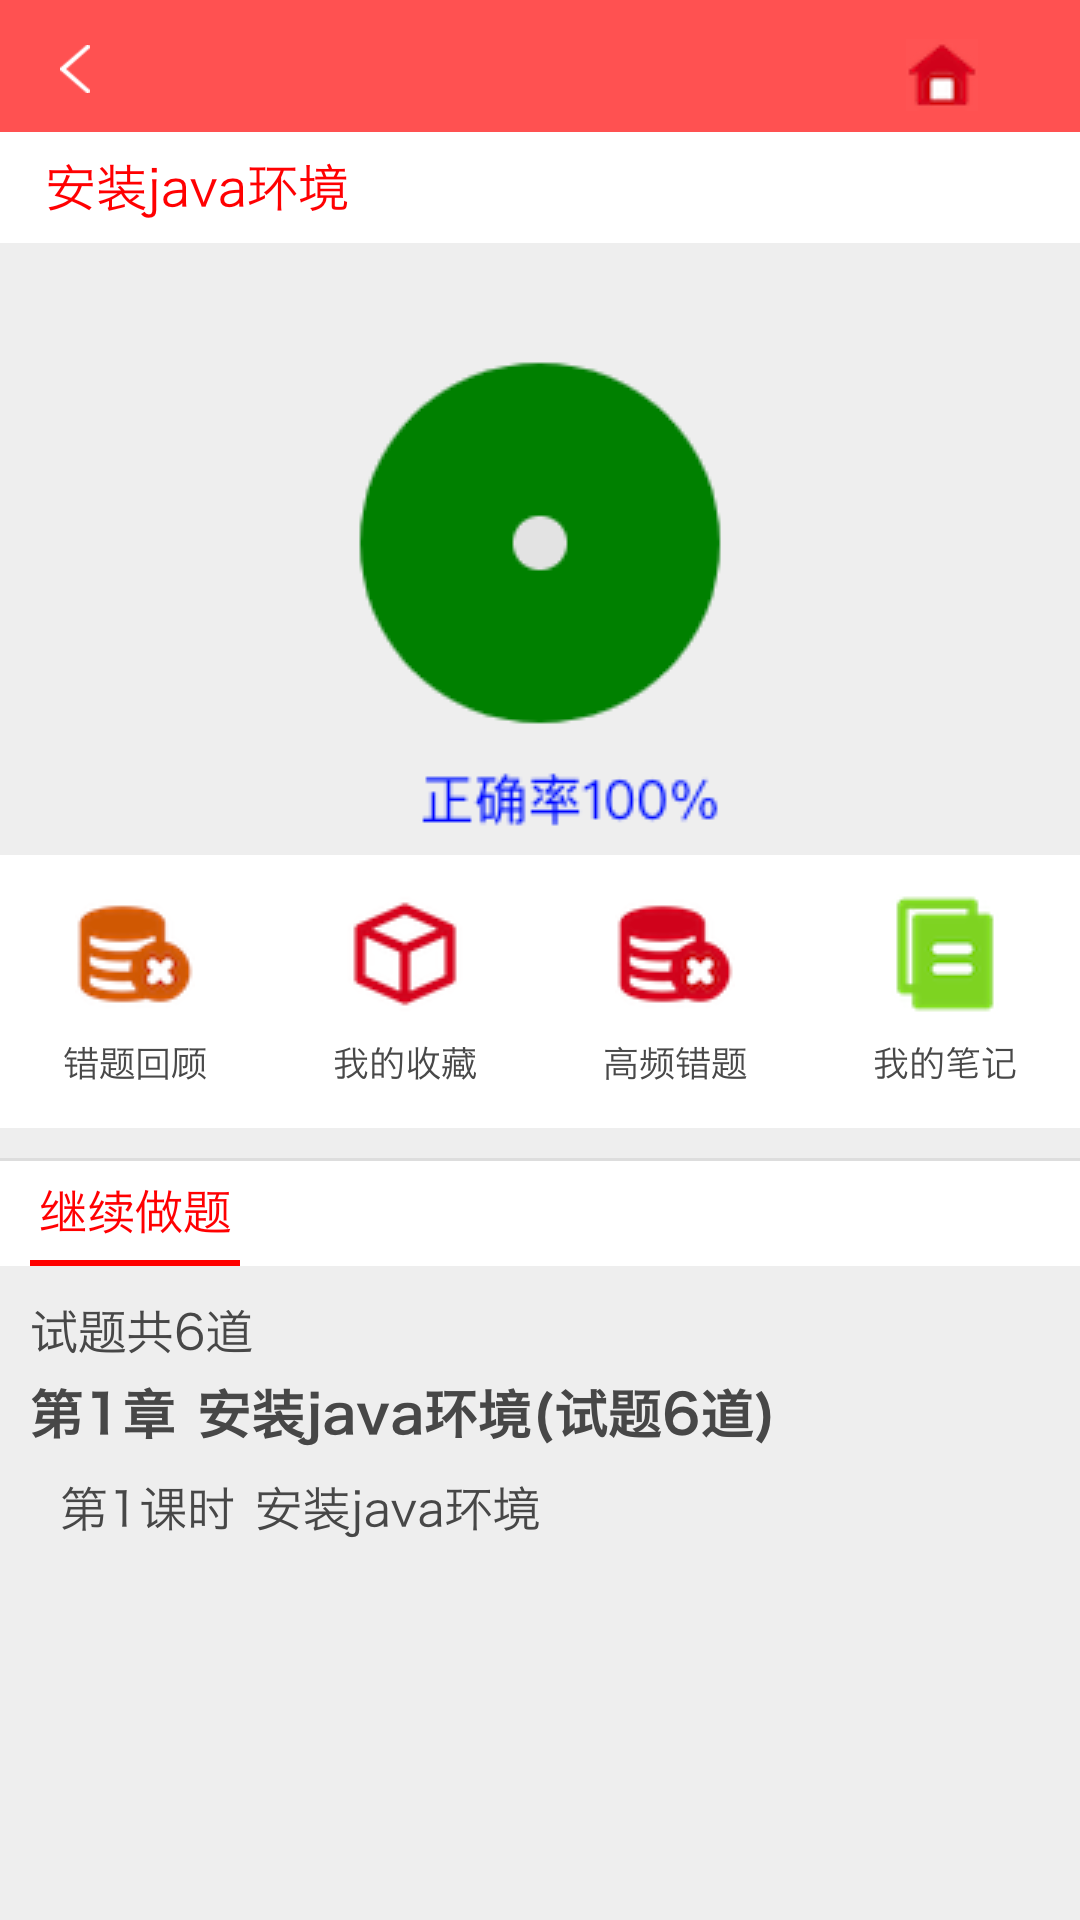 安装java环境
正确率100%
错题回顾 我的收藏 高频错题 我的笔记
继续做题
试题共6道
第1章 安装java环境(试题6道)
第1课时 安装java环境